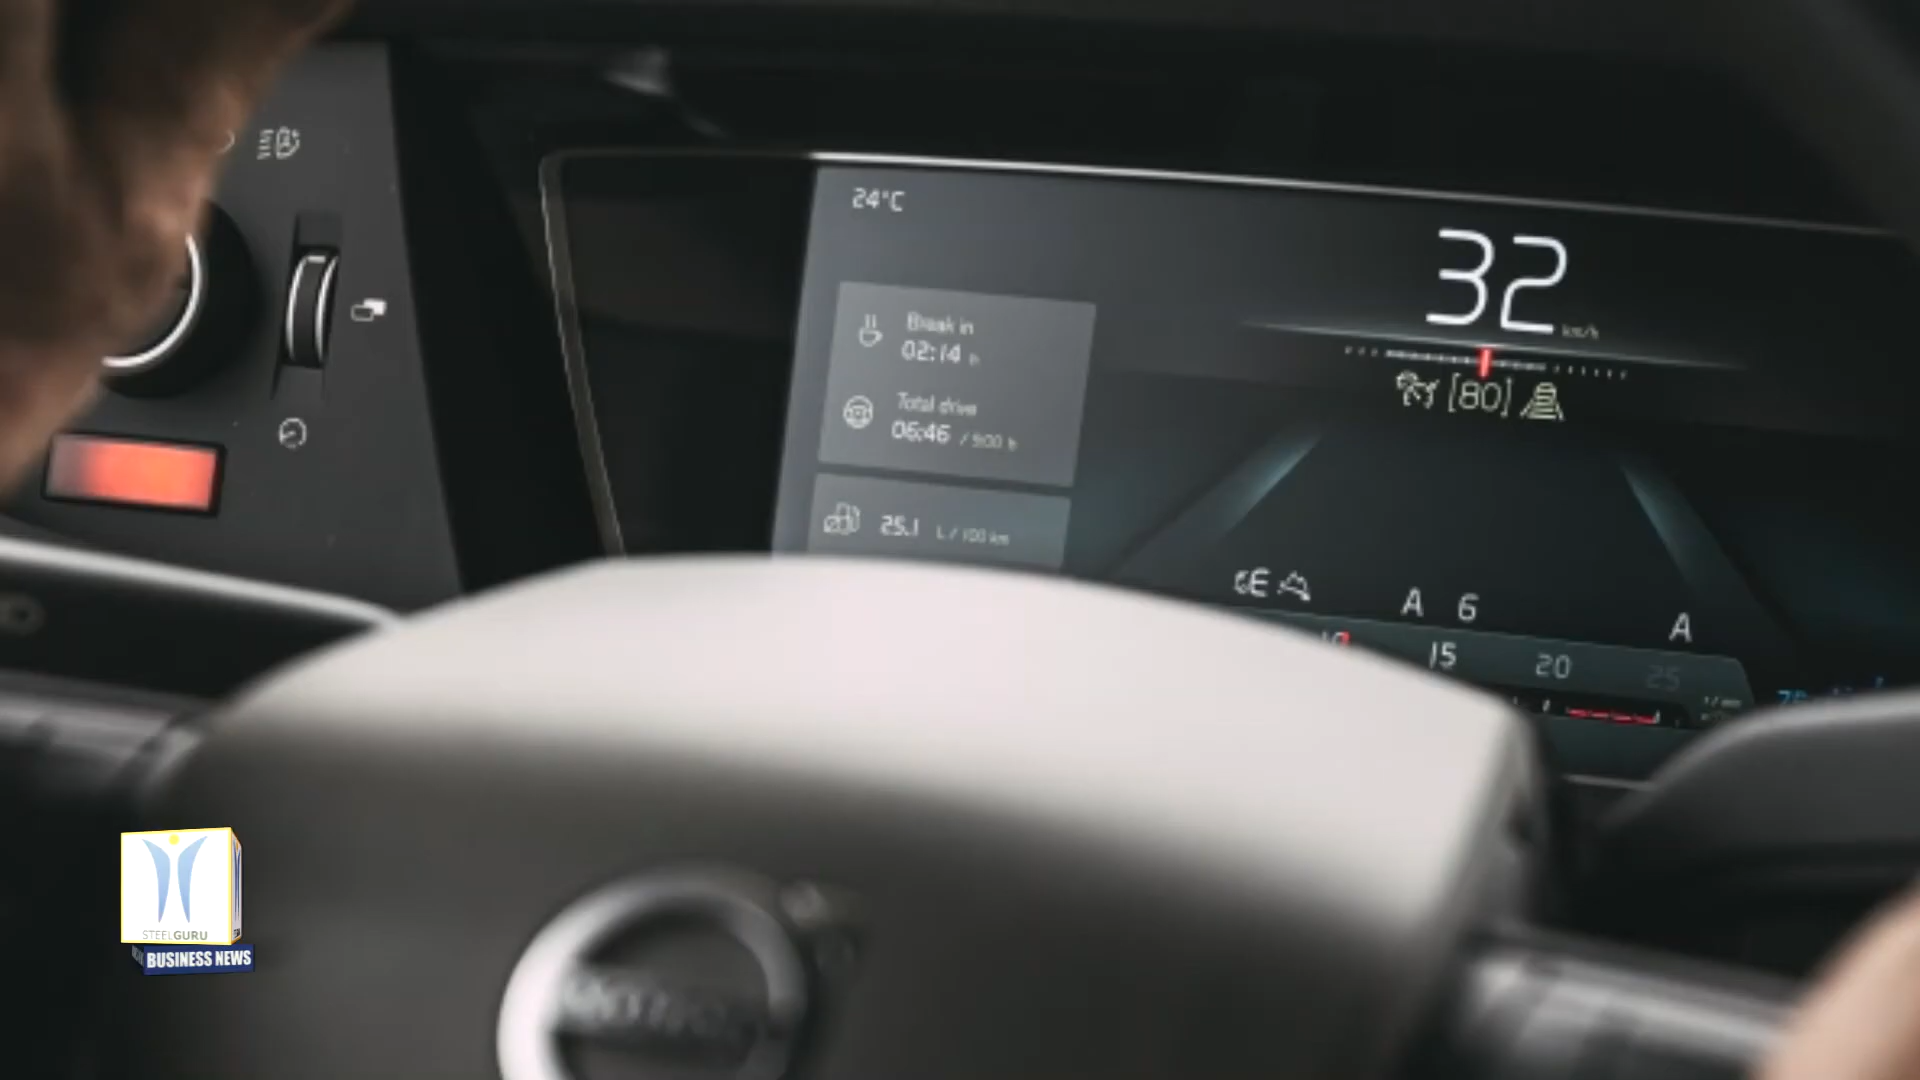 24°C
32
km/h
Break in
02:14 h
[80]
Total drive
06:46 / 9:00 h
25.1 L / 100 km
E
A 6
A
15 20 25
STEELGURU
BUSINESS NEWS